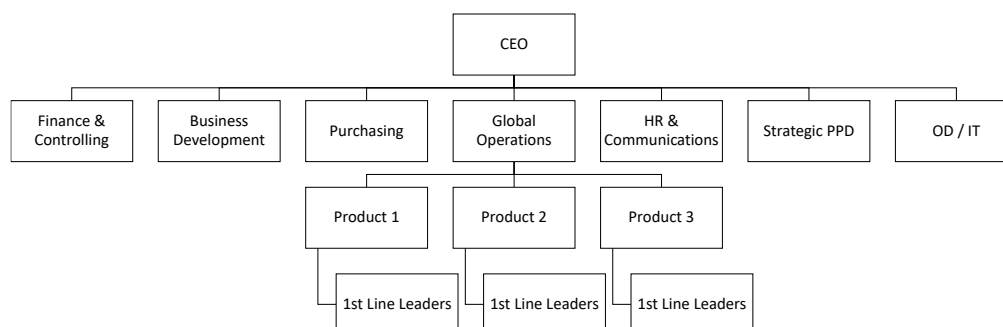 CEO
Finance &
Controlling
Business
Development
Purchasing
Global
Operations
HR &
Communications
Strategic PPD
OD / IT
Product 1
Product 2
Product 3
1st Line Leaders
1st Line Leaders
1st Line Leaders